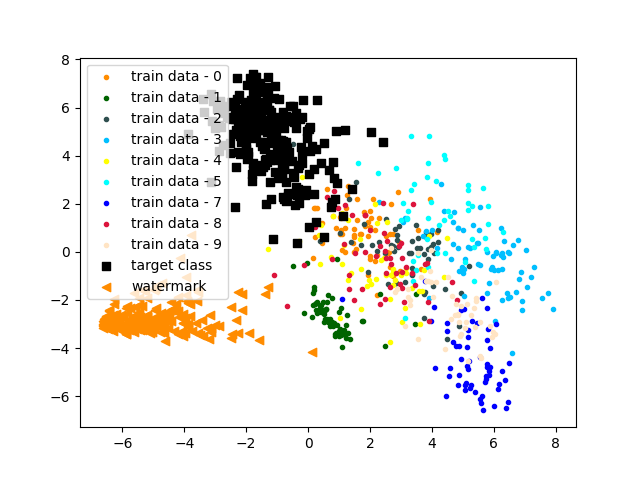 8
6
4
2
0
−2
−4
−6
−6
−4
−2
0
2
4
6
8
train data - 0
train data - 1
train data - 2
train data - 3
train data - 4
train data - 5
train data - 7
train data - 8
train data - 9
target class
watermark